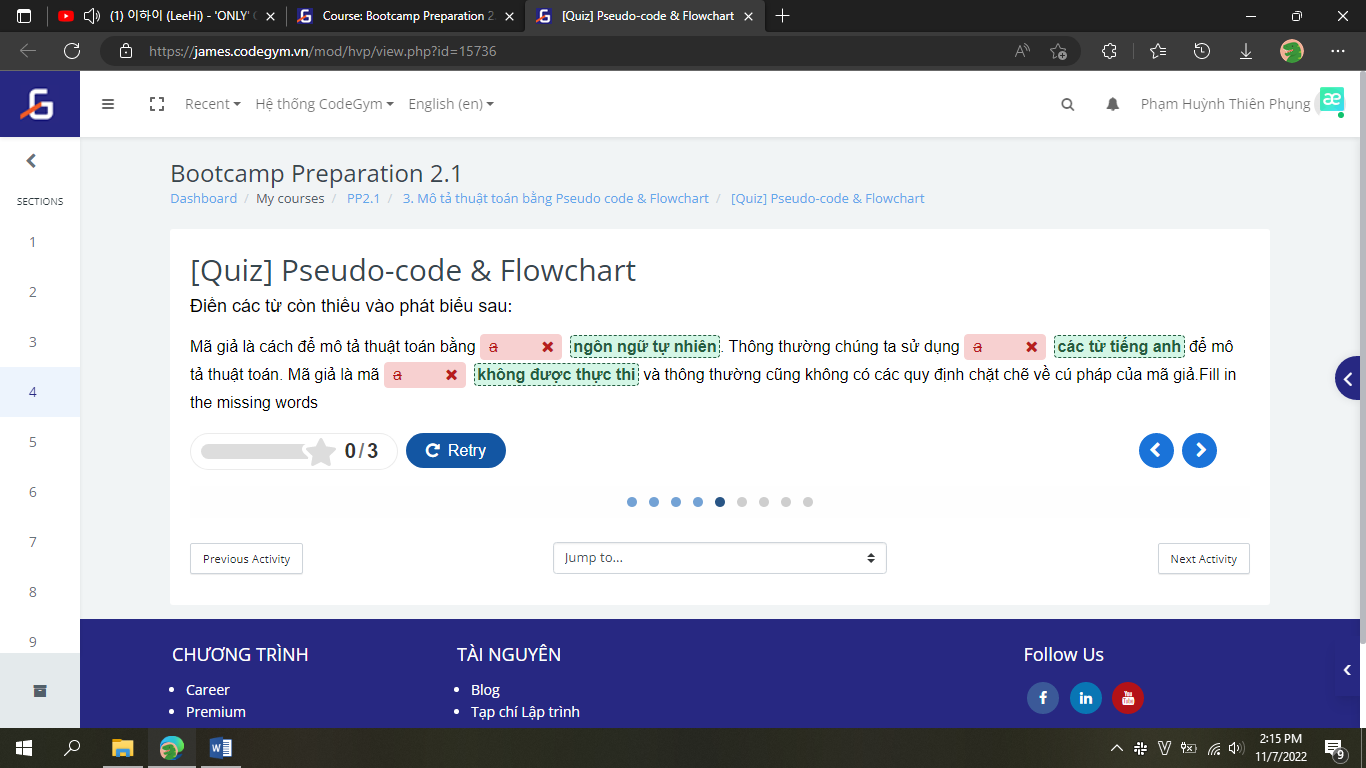 (1) 이하이 (LeeHi) - 'ONLY'
Course: Bootcamp Preparation 2.
[Quiz] Pseudo-code & Flowchart
https://james.codegym.vn/mod/hvp/view.php?id=15736
Recent
Hệ thống CodeGym
English (en)
Phạm Huỳnh Thiên Phụng
æ
SECTIONS
1
2
3
4
5
6
7
8
9
Bootcamp Preparation 2.1
Dashboard / My courses / PP2.1 / 3. Mô tả thuật toán bằng Pseudo code & Flowchart / [Quiz] Pseudo-code & Flowchart
[Quiz] Pseudo-code & Flowchart
Điền các từ còn thiếu vào phát biểu sau:
Mã giả là cách để mô tả thuật toán bằng a ngôn ngữ tự nhiên. Thông thường chúng ta sử dụng a các từ tiếng anh để mô
tả thuật toán. Mã giả là mã a không được thực thi và thông thường cũng không có các quy định chặt chẽ về cú pháp của mã giả.Fill in
the missing words
0/3 Retry
Previous Activity
Jump to...
Next Activity
CHƯƠNG TRÌNH
Career
Premium
TÀI NGUYÊN
Blog
Tạp chí Lập trình
Follow Us
2:15 PM
11/7/2022
9